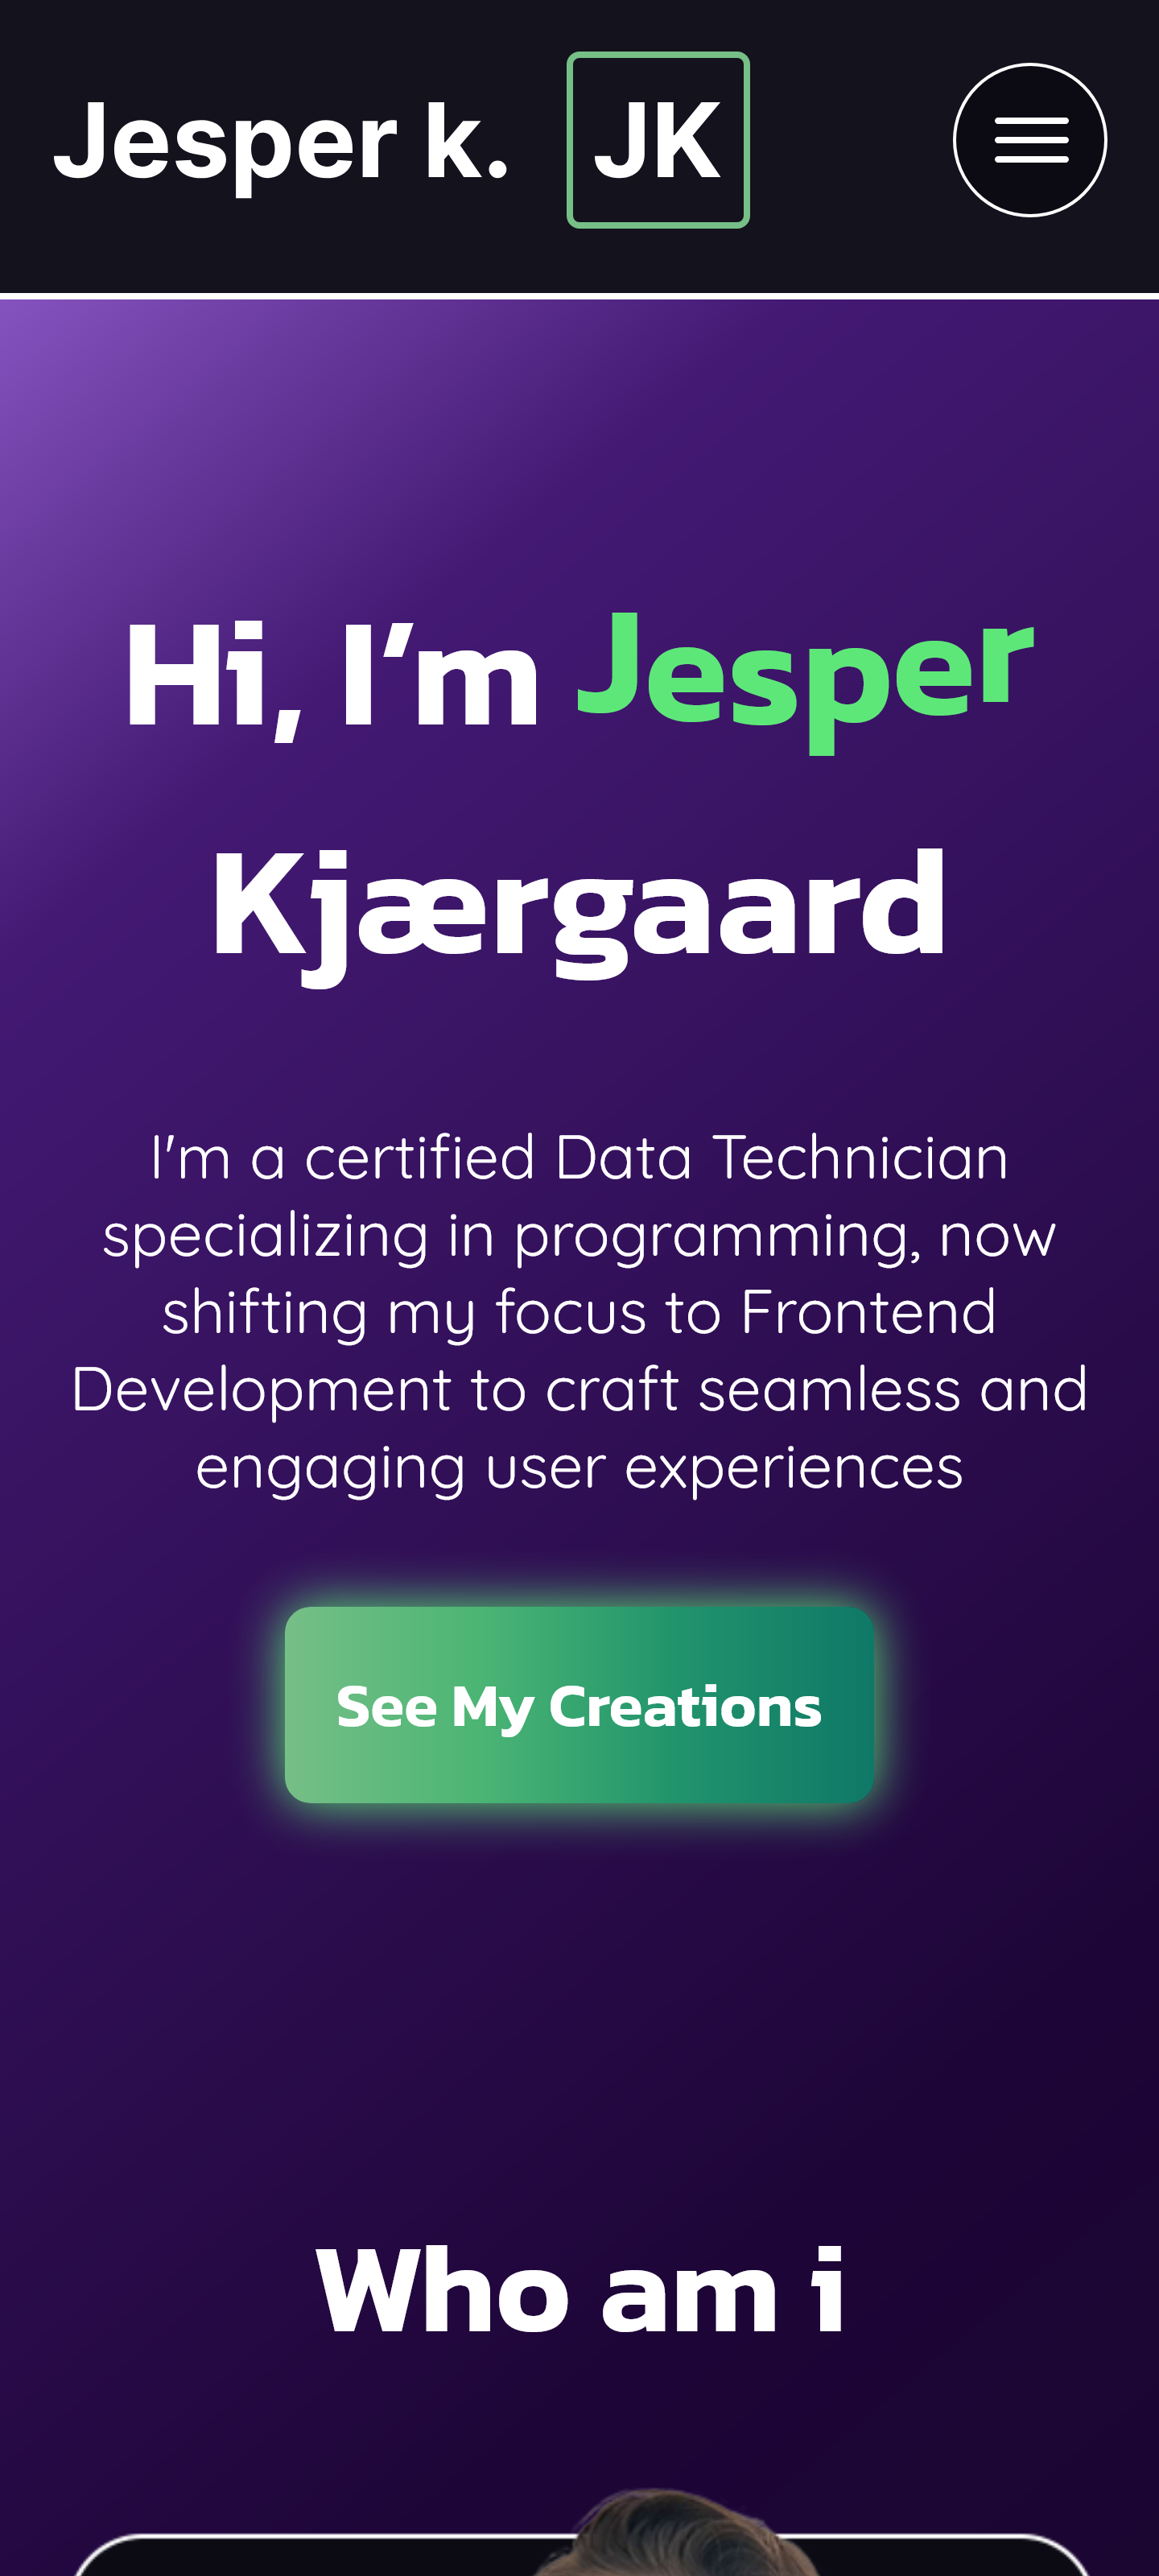 Jesper k. JK
Hi, I’m Jesper
Kjærgaard
I'm a certified Data Technician
specializing in programming, now
shifting my focus to Frontend
Development to craft seamless and
engaging user experiences
See My Creations
Who am i